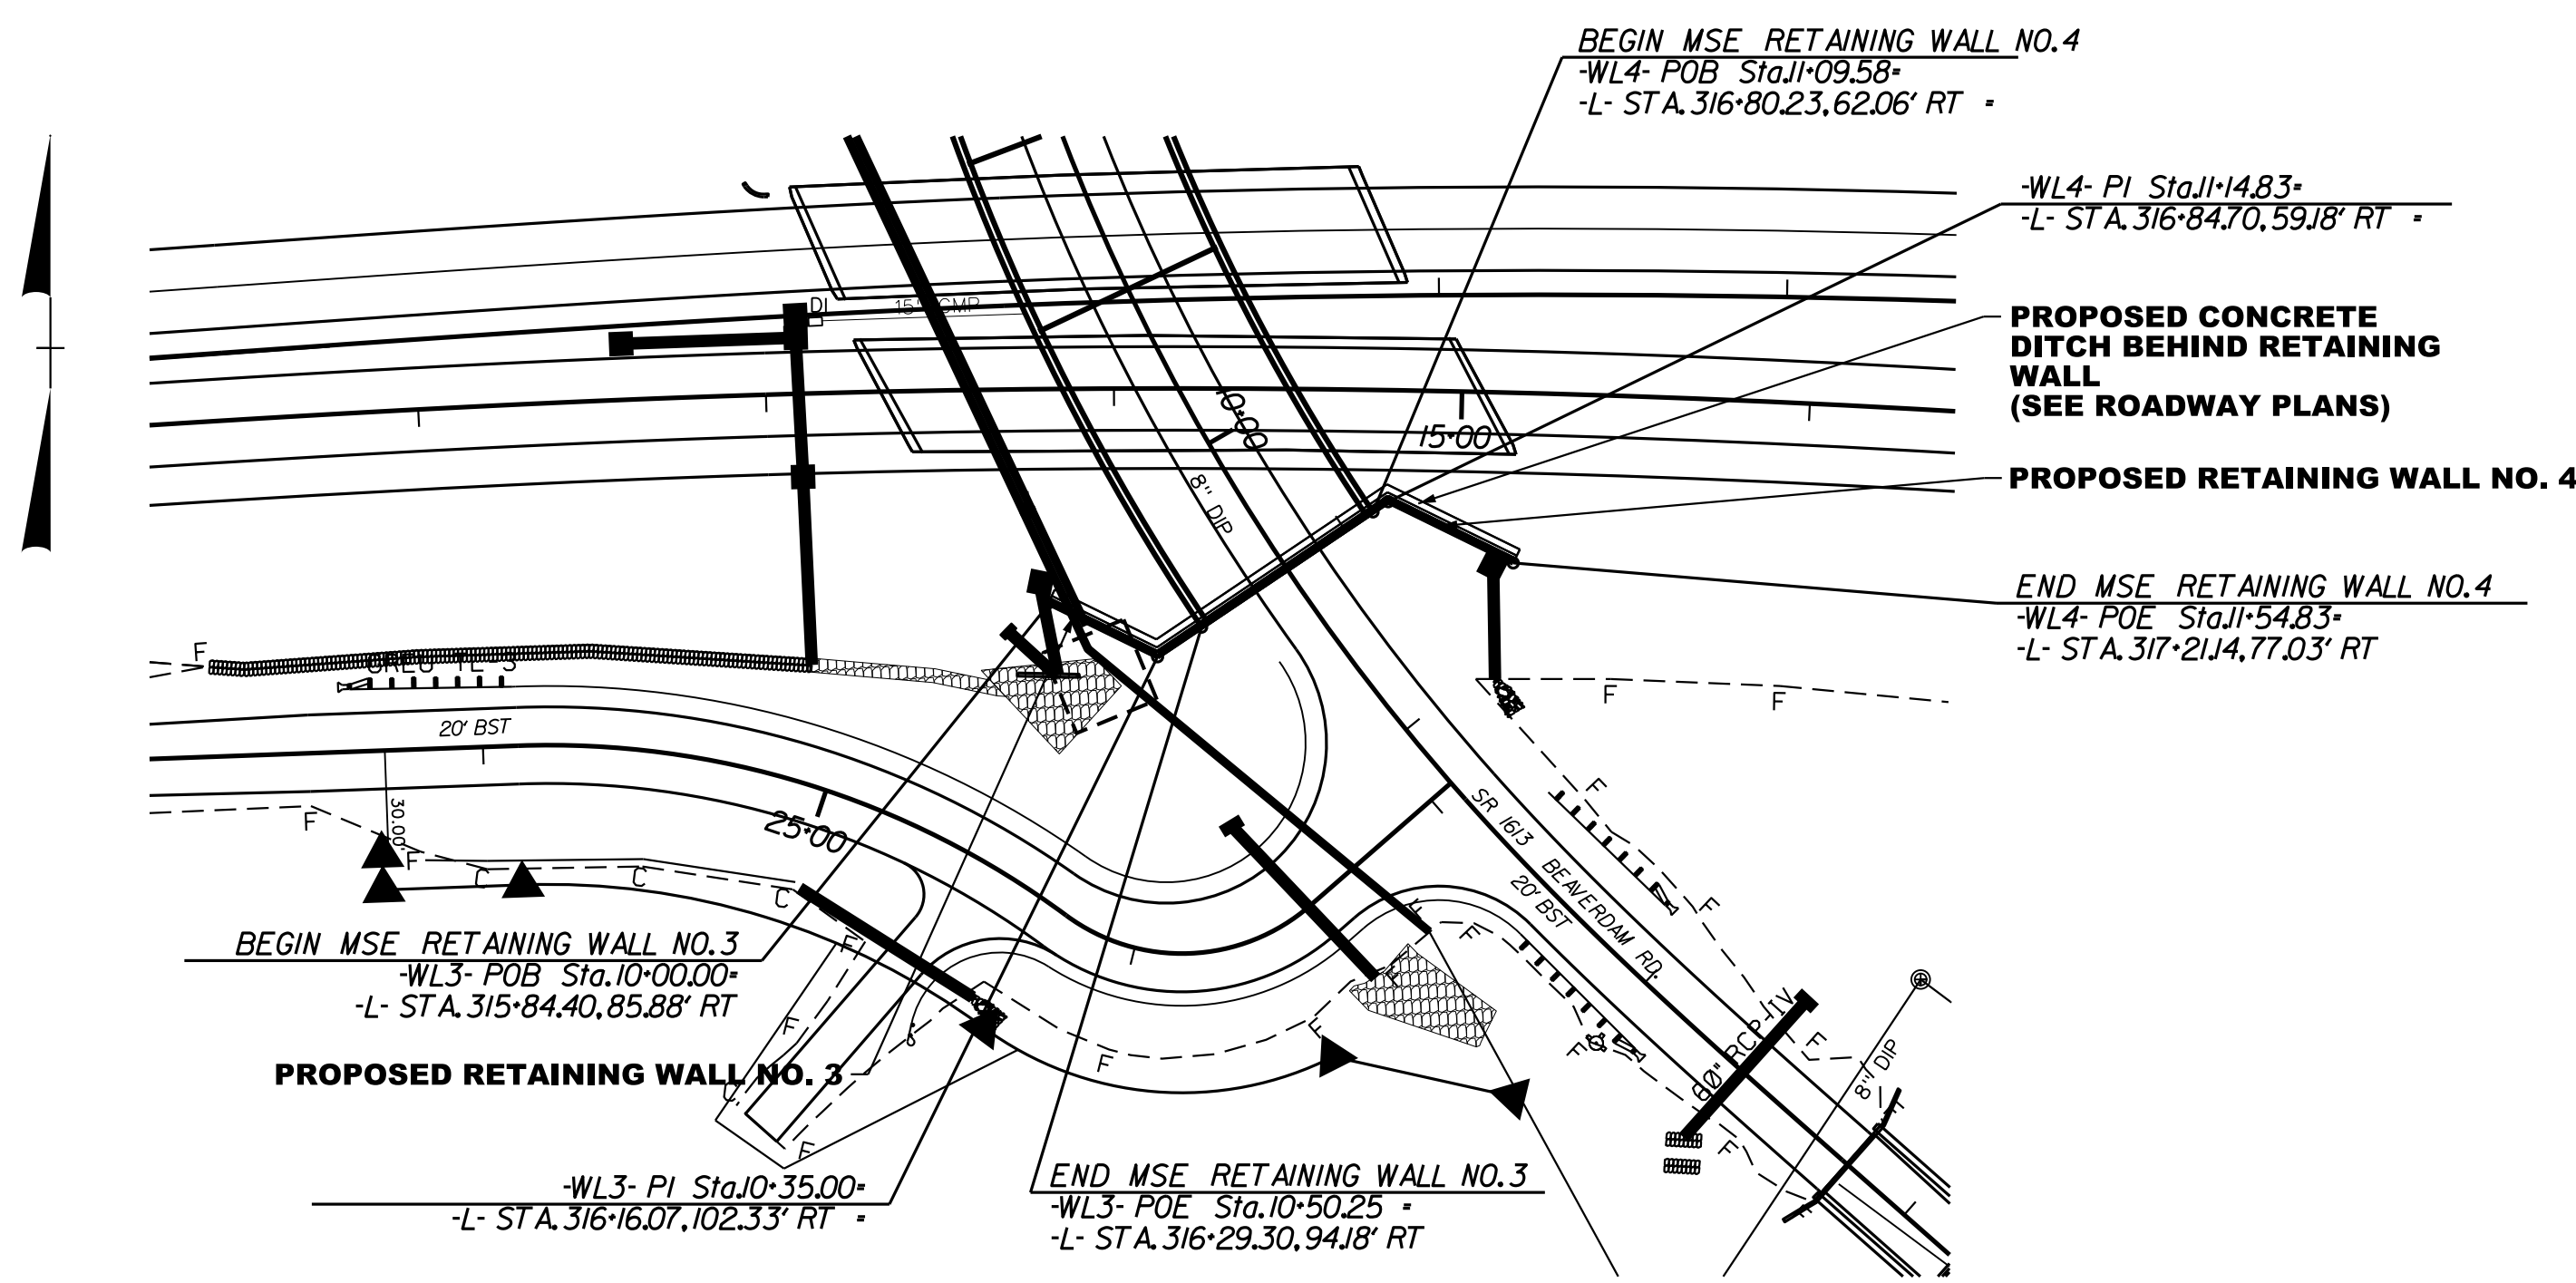 BEGIN MSE RETAINING WALL NO. 4
-WL4- POB Sta. 11+09.58=
-L- STA. 316+80.23, 62.06' RT =
-WL4- PI Sta. 11+14.83=
-L- STA. 316+84.70, 59.18' RT =
PROPOSED CONCRETE
DITCH BEHIND RETAINING
WALL
(SEE ROADWAY PLANS)
PROPOSED RETAINING WALL NO. 4
END MSE RETAINING WALL NO. 4
-WL4- POE Sta. 11+54.83=
-L- STA. 317+21.14, 77.03' RT
DI
15" CMP
10+00
15+00
8" DIP
F
GREU TL-3
20' BST
30.00'
25+00
F
F
C
C
C
F
F
F
F
F
F
F
F
F
F
F
F
F
SR 1613 BEAVERDAM RD.
20' BST
60" RCP-IV
8" DIP
BEGIN MSE RETAINING WALL NO. 3
-WL3- POB Sta. 10+00.00=
-L- STA. 315+84.40, 85.88' RT
PROPOSED RETAINING WALL NO. 3
C
F
-WL3- PI Sta. 10+35.00=
-L- STA. 316+16.07, 102.33' RT =
END MSE RETAINING WALL NO. 3
-WL3- POE Sta. 10+50.25 =
-L- STA. 316+29.30, 94.18' RT